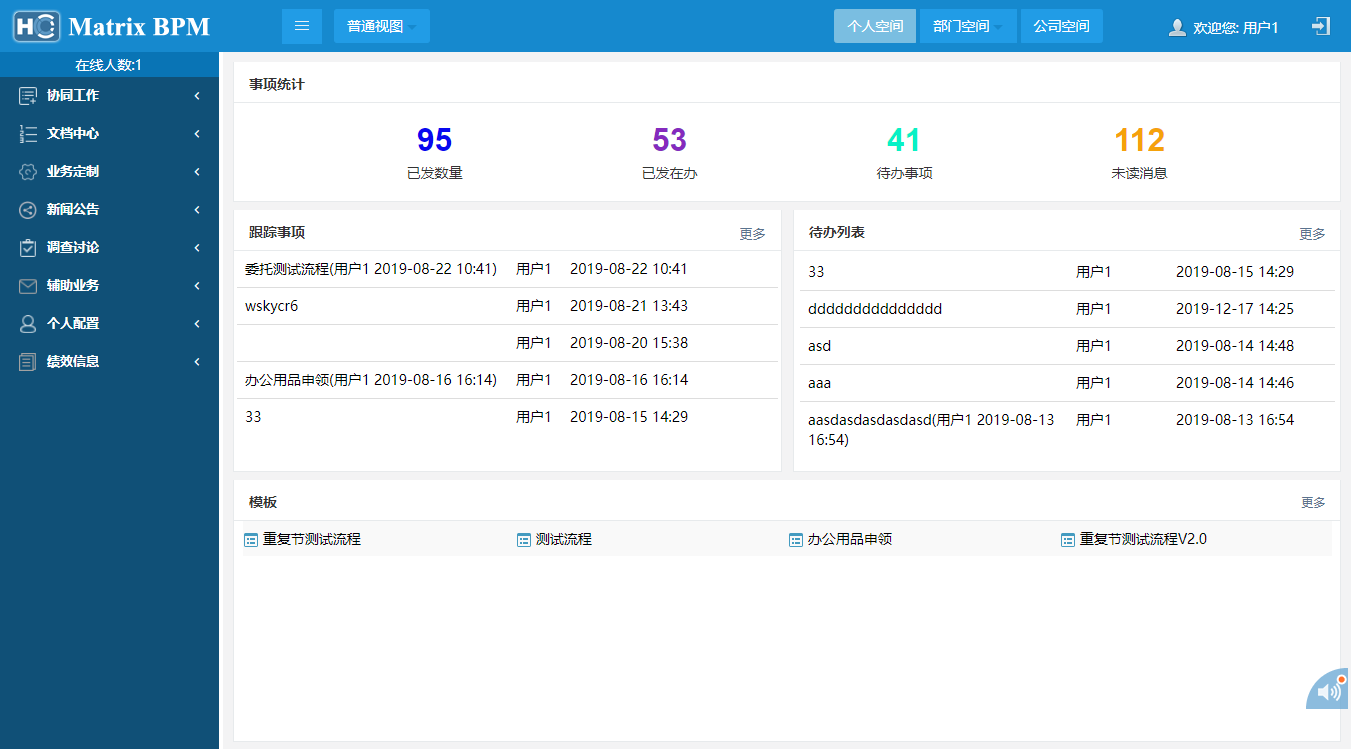 HC Matrix BPM
普通视图
个人空间 部门空间 公司空间
欢迎您: 用户1
在线人数:1
协同工作
文档中心
业务定制
新闻公告
调查讨论
辅助业务
个人配置
绩效信息
事项统计
95 53 41 112
已发数量 已发在办 待办事项 未读消息
跟踪事项 更多
委托测试流程(用户1 2019-08-22 10:41) 用户1 2019-08-22 10:41
wskycr6 用户1 2019-08-21 13:43
用户1 2019-08-20 15:38
办公用品申领(用户1 2019-08-16 16:14) 用户1 2019-08-16 16:14
33 用户1 2019-08-15 14:29
待办列表 更多
33 用户1 2019-08-15 14:29
ddddddddddddddd 用户1 2019-12-17 14:25
asd 用户1 2019-08-14 14:48
aaa 用户1 2019-08-14 14:46
aasdasdasdasdasd(用户1 2019-08-13 用户1 2019-08-13 16:54
16:54)
模板 更多
重复节测试流程 测试流程 办公用品申领 重复节测试流程V2.0